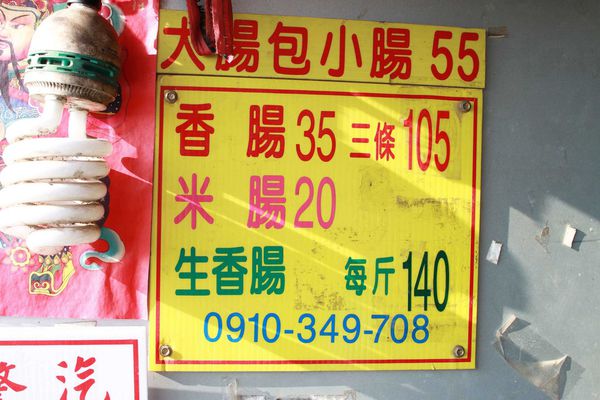 大腸包小腸 55
香 腸 35 三條 105
米 腸 20
生香腸 每斤 140
0910-349-708
汽